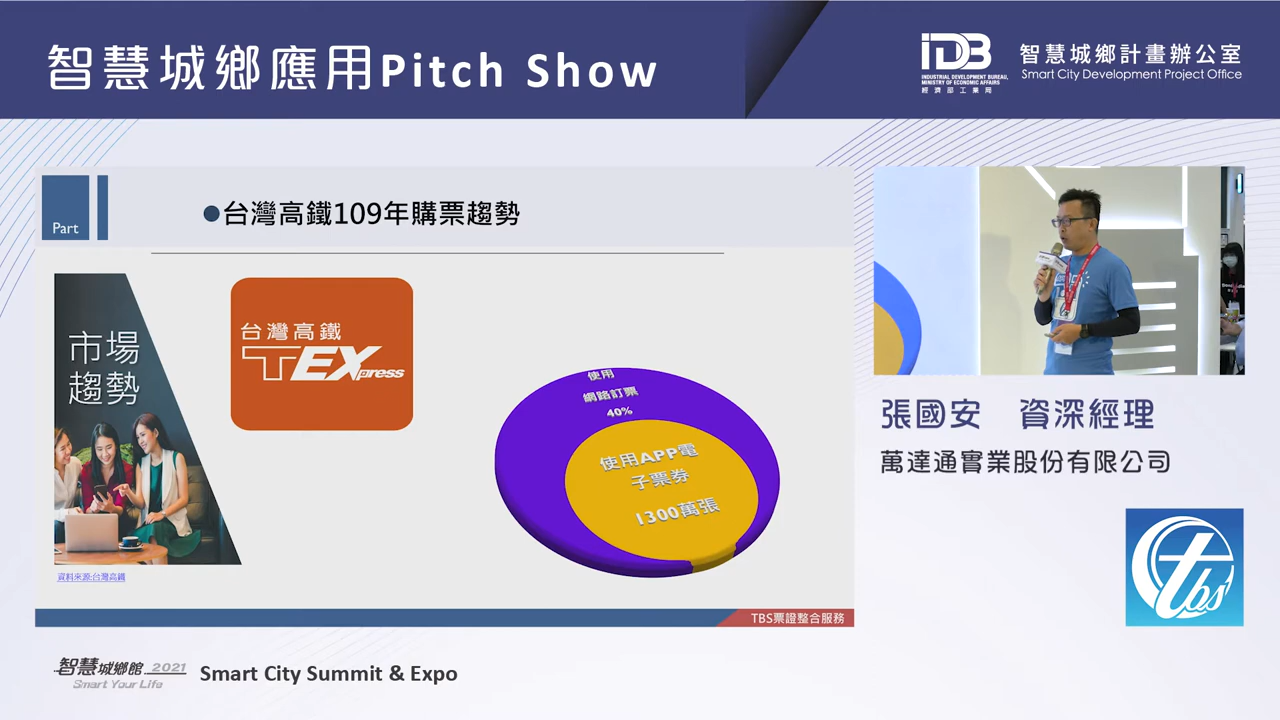 智慧城鄉應用Pitch Show
IDB
INDUSTRIAL DEVELOPMENT BUREAU,
MINISTRY OF ECONOMIC AFFAIRS
經濟部工業局
智慧城鄉計畫辦公室
Smart City Development Project Office
Part
●台灣高鐵109年購票趨勢
市場
趨勢
台灣高鐵
TEXpress
使用
網路訂票
40%
使用APP電
子票券
1300萬張
資料來源:台灣高鐵
TBS票證整合服務
張國安 資深經理
萬達通實業股份有限公司
tbs
智慧城鄉館 2021
Smart Your Life
Smart City Summit & Expo